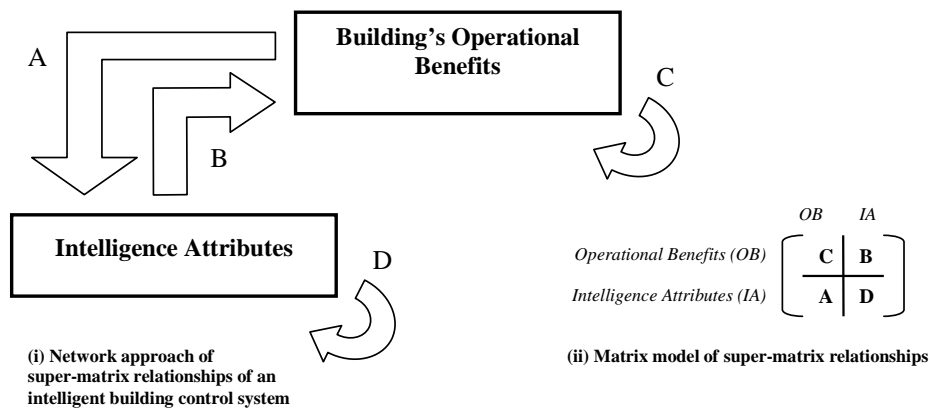 A
Building's Operational
Benefits
C
B
Intelligence Attributes
D
(i) Network approach of
super-matrix relationships of an
intelligent building control system
OB IA
Operational Benefits (OB) C B
Intelligence Attributes (IA) A D
(ii) Matrix model of super-matrix relationships